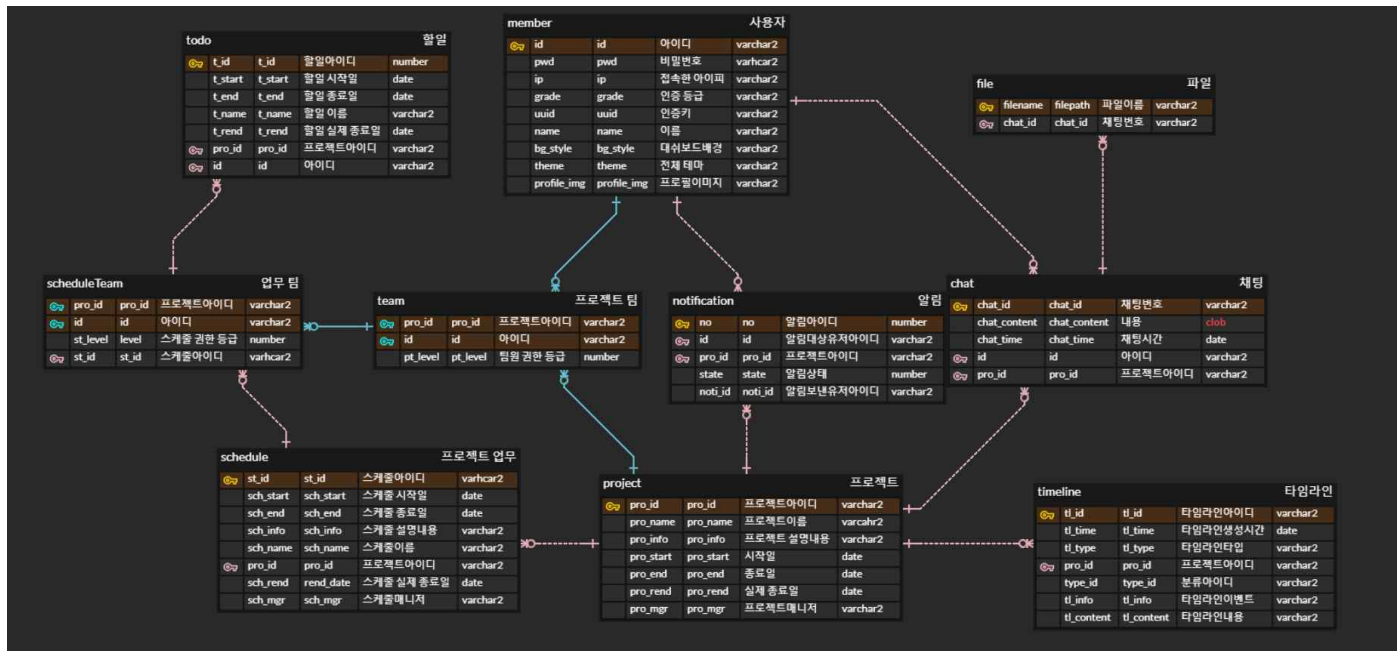 member 사용자
id id 아이디 varchar2
pwd pwd 비밀번호 varhcar2
ip ip 접속한 아이피 varchar2
grade grade 인증 등급 varchar2
uuid uuid 인증키 varchar2
name name 이름 varchar2
bg_style bg_style 대쉬보드배경 varchar2
theme theme 전체 테마 varchar2
profile_img profile_img 프로필이미지 varchar2
todo 할일
t_id t_id 할일아이디 number
t_start t_start 할일 시작일 date
t_end t_end 할일 종료일 date
t_name t_name 할일 이름 varchar2
t_rend t_rend 할일 실제 종료일 date
pro_id pro_id 프로젝트아이디 varchar2
id id 아이디 varchar2
file 파일
filename filepath 파일이름 varchar2
chat_id chat_id 채팅번호 varchar2
scheduleTeam 업무 팀
pro_id pro_id 프로젝트아이디 varchar2
id id 아이디 varchar2
st_level level 스케줄 권한 등급 number
st_id st_id 스케줄아이디 varhcar2
team 프로젝트 팀
pro_id pro_id 프로젝트아이디 varchar2
id id 아이디 varchar2
pt_level pt_level 팀원 권한 등급 number
notification 알림
no no 알림아이디 number
id id 알림대상유저아이디 varchar2
pro_id pro_id 프로젝트아이디 varchar2
state state 알림상태 number
noti_id noti_id 알림보낸유저아이디 varchar2
chat 채팅
chat_id chat_id 채팅번호 varchar2
chat_content chat_content 내용 clob
chat_time chat_time 채팅시간 date
id id 아이디 varchar2
pro_id pro_id 프로젝트아이디 varchar2
schedule 프로젝트 업무
st_id st_id 스케줄아이디 varhcar2
sch_start sch_start 스케줄 시작일 date
sch_end sch_end 스케줄 종료일 date
sch_info sch_info 스케줄 설명내용 varchar2
sch_name sch_name 스케줄이름 varchar2
pro_id pro_id 프로젝트아이디 varchar2
sch_rend rend_date 스케줄 실제 종료일 date
sch_mgr sch_mgr 스케줄매니저 varchar2
project 프로젝트
pro_id pro_id 프로젝트아이디 varchar2
pro_name pro_name 프로젝트이름 varcahr2
pro_info pro_info 프로젝트 설명내용 varchar2
pro_start pro_start 시작일 date
pro_end pro_end 종료일 date
pro_rend pro_rend 실제 종료일 date
pro_mgr pro_mgr 프로젝트매니저 varchar2
timeline 타임라인
tl_id tl_id 타임라인아이디 varchar2
tl_time tl_time 타임라인생성시간 date
tl_type tl_type 타임라인타입 varchar2
pro_id pro_id 프로젝트아이디 varchar2
type_id type_id 분류아이디 varchar2
tl_info tl_info 타임라인이벤트 varchar2
tl_content tl_content 타임라인내용 varchar2